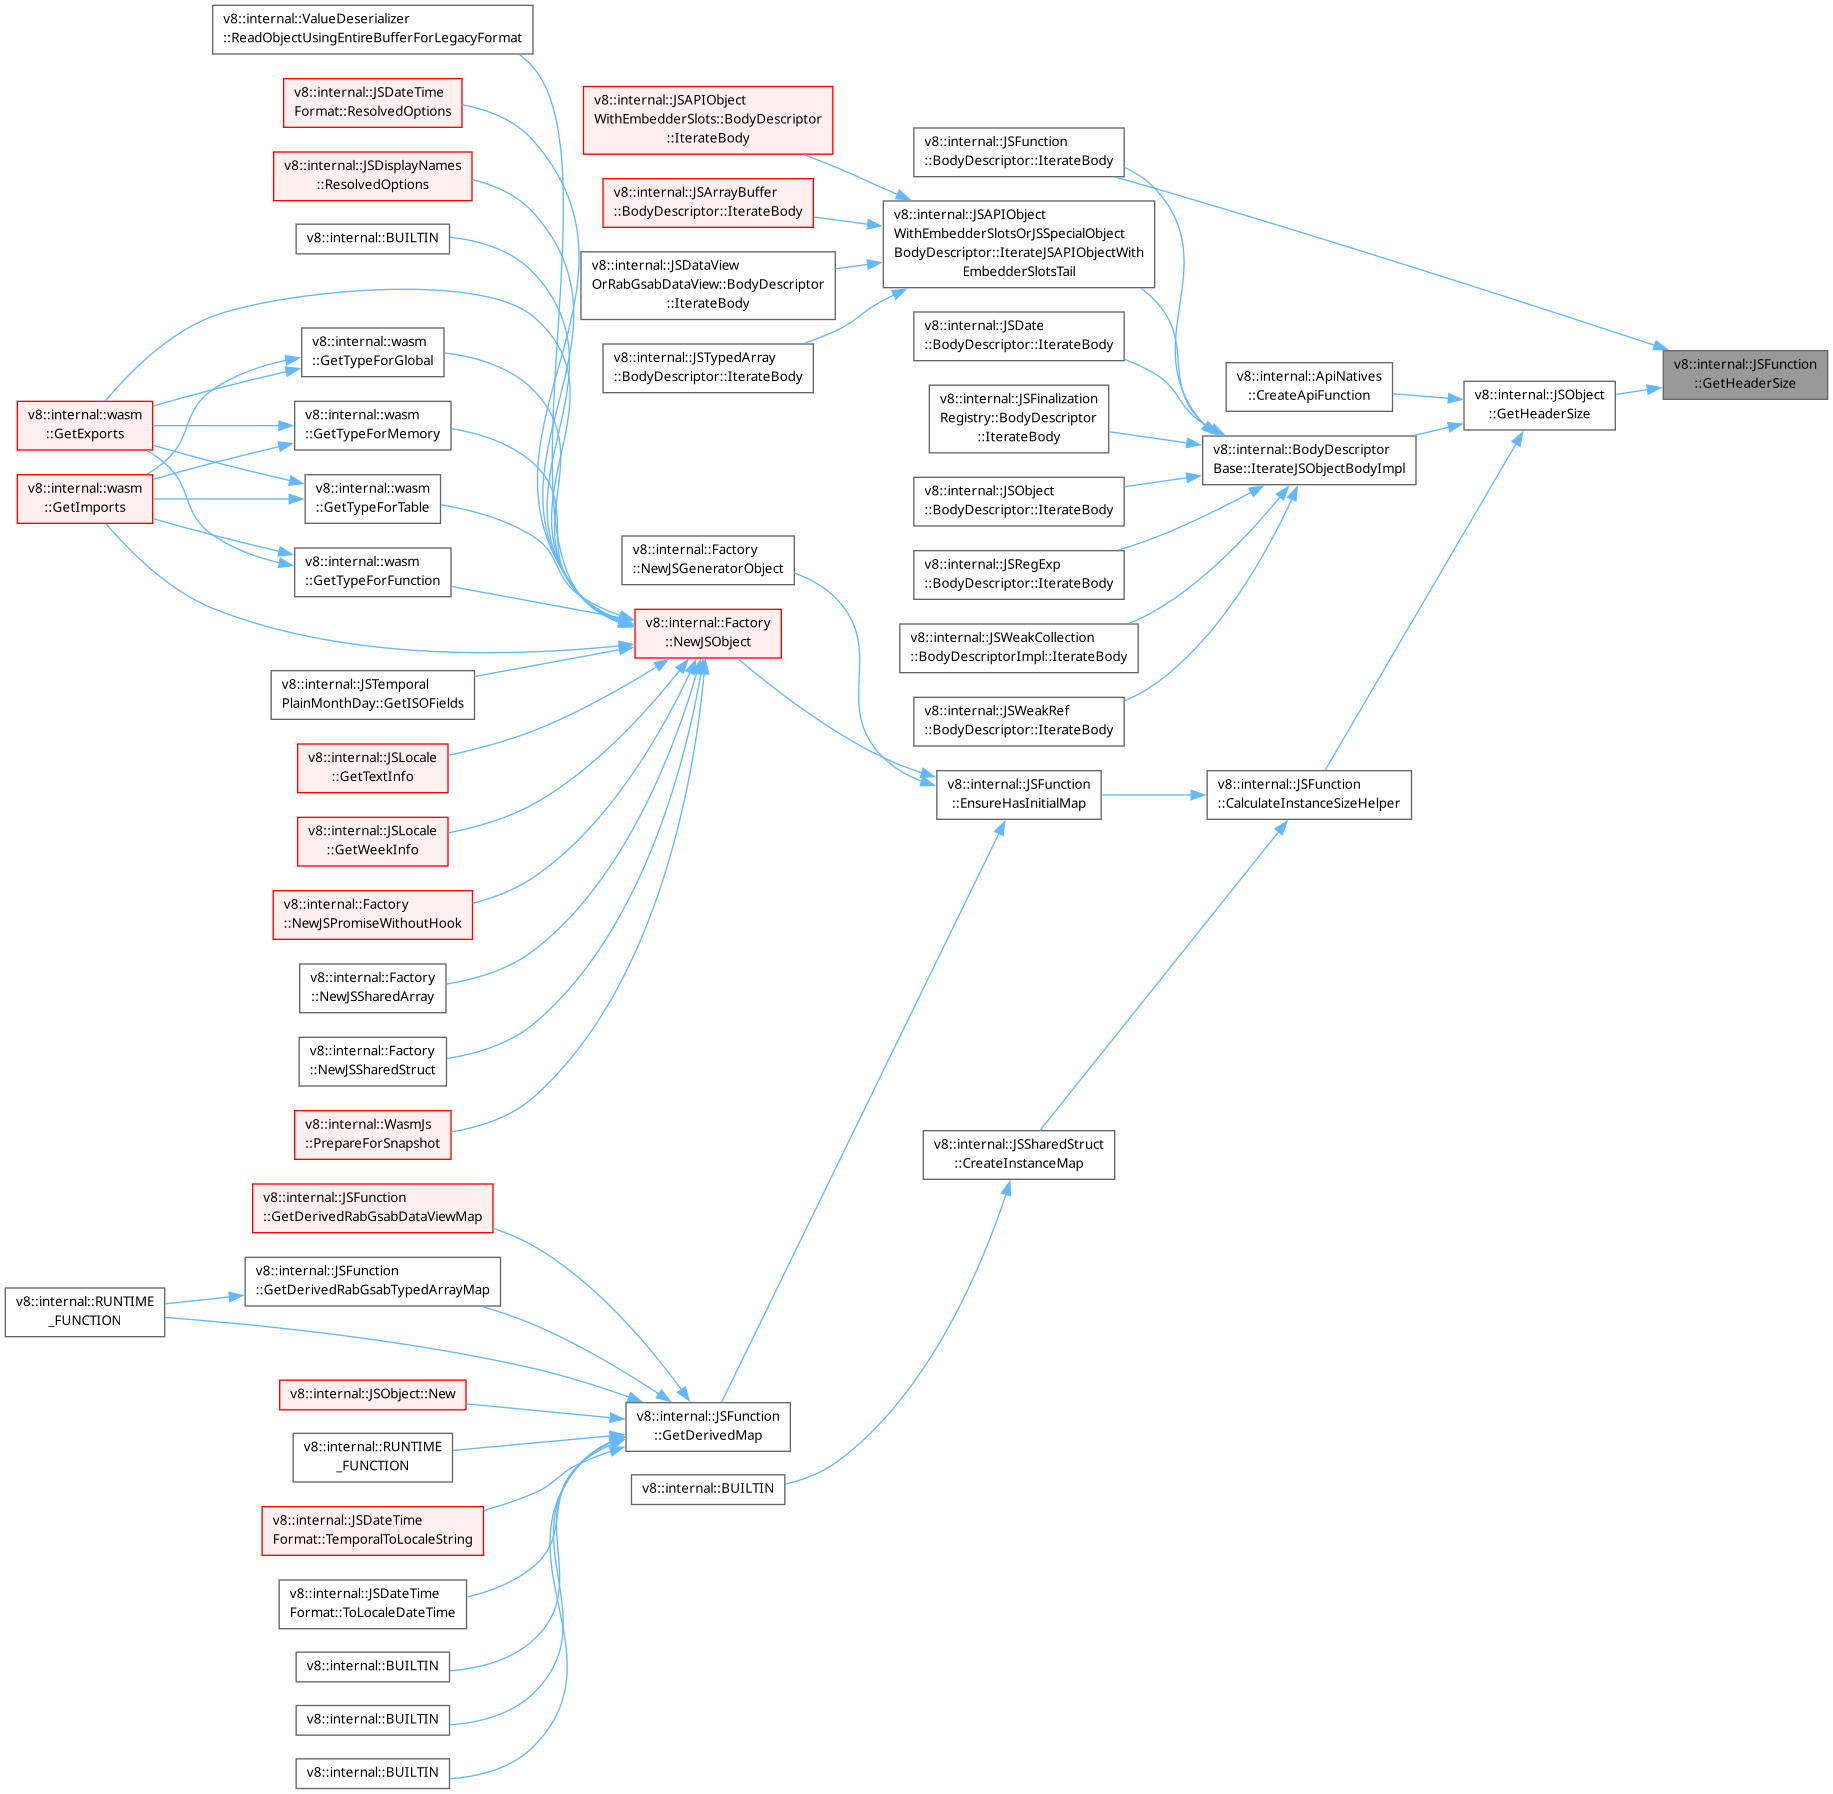 v8::internal::ValueDeserializer
::ReadObjectUsingEntireBufferForLegacyFormat
v8::internal::JSDateTime
Format::ResolvedOptions
v8::internal::JSDisplayNames
::ResolvedOptions
v8::internal::BUILTIN
v8::internal::wasm
::GetTypeForGlobal
v8::internal::wasm
::GetTypeForMemory
v8::internal::wasm
::GetExports
v8::internal::wasm
::GetImports
v8::internal::wasm
::GetTypeForTable
v8::internal::wasm
::GetTypeForFunction
v8::internal::JSTemporal
PlainMonthDay::GetISOFields
v8::internal::JSLocale
::GetTextInfo
v8::internal::JSLocale
::GetWeekInfo
v8::internal::Factory
::NewJSPromiseWithoutHook
v8::internal::Factory
::NewJSSharedArray
v8::internal::Factory
::NewJSSharedStruct
v8::internal::WasmJs
::PrepareForSnapshot
v8::internal::JSFunction
::GetDerivedRabGsabDataViewMap
v8::internal::JSFunction
::GetDerivedRabGsabTypedArrayMap
v8::internal::RUNTIME
_FUNCTION
v8::internal::JSObject::New
v8::internal::RUNTIME
_FUNCTION
v8::internal::JSDateTime
Format::TemporalToLocaleString
v8::internal::JSDateTime
Format::ToLocaleDateTime
v8::internal::BUILTIN
v8::internal::BUILTIN
v8::internal::BUILTIN
v8::internal::JSAPIObject
WithEmbedderSlots::BodyDescriptor
::IterateBody
v8::internal::JSArrayBuffer
::BodyDescriptor::IterateBody
v8::internal::JSDataView
OrRabGsabDataView::BodyDescriptor
::IterateBody
v8::internal::JSTypedArray
::BodyDescriptor::IterateBody
v8::internal::Factory
::NewJSGeneratorObject
v8::internal::Factory
::NewJSObject
v8::internal::JSFunction
::GetDerivedMap
v8::internal::BUILTIN
v8::internal::JSFunction
::BodyDescriptor::IterateBody
v8::internal::JSAPIObject
WithEmbedderSlotsOrJSSpecialObject
BodyDescriptor::IterateJSAPIObjectWith
EmbedderSlotsTail
v8::internal::JSDate
::BodyDescriptor::IterateBody
v8::internal::JSFinalization
Registry::BodyDescriptor
::IterateBody
v8::internal::JSObject
::BodyDescriptor::IterateBody
v8::internal::JSRegExp
::BodyDescriptor::IterateBody
v8::internal::JSWeakCollection
::BodyDescriptorImpl::IterateBody
v8::internal::JSWeakRef
::BodyDescriptor::IterateBody
v8::internal::JSFunction
::EnsureHasInitialMap
v8::internal::JSSharedStruct
::CreateInstanceMap
v8::internal::ApiNatives
::CreateApiFunction
v8::internal::BodyDescriptor
Base::IterateJSObjectBodyImpl
v8::internal::JSFunction
::CalculateInstanceSizeHelper
v8::internal::JSObject
::GetHeaderSize
v8::internal::JSFunction
::GetHeaderSize